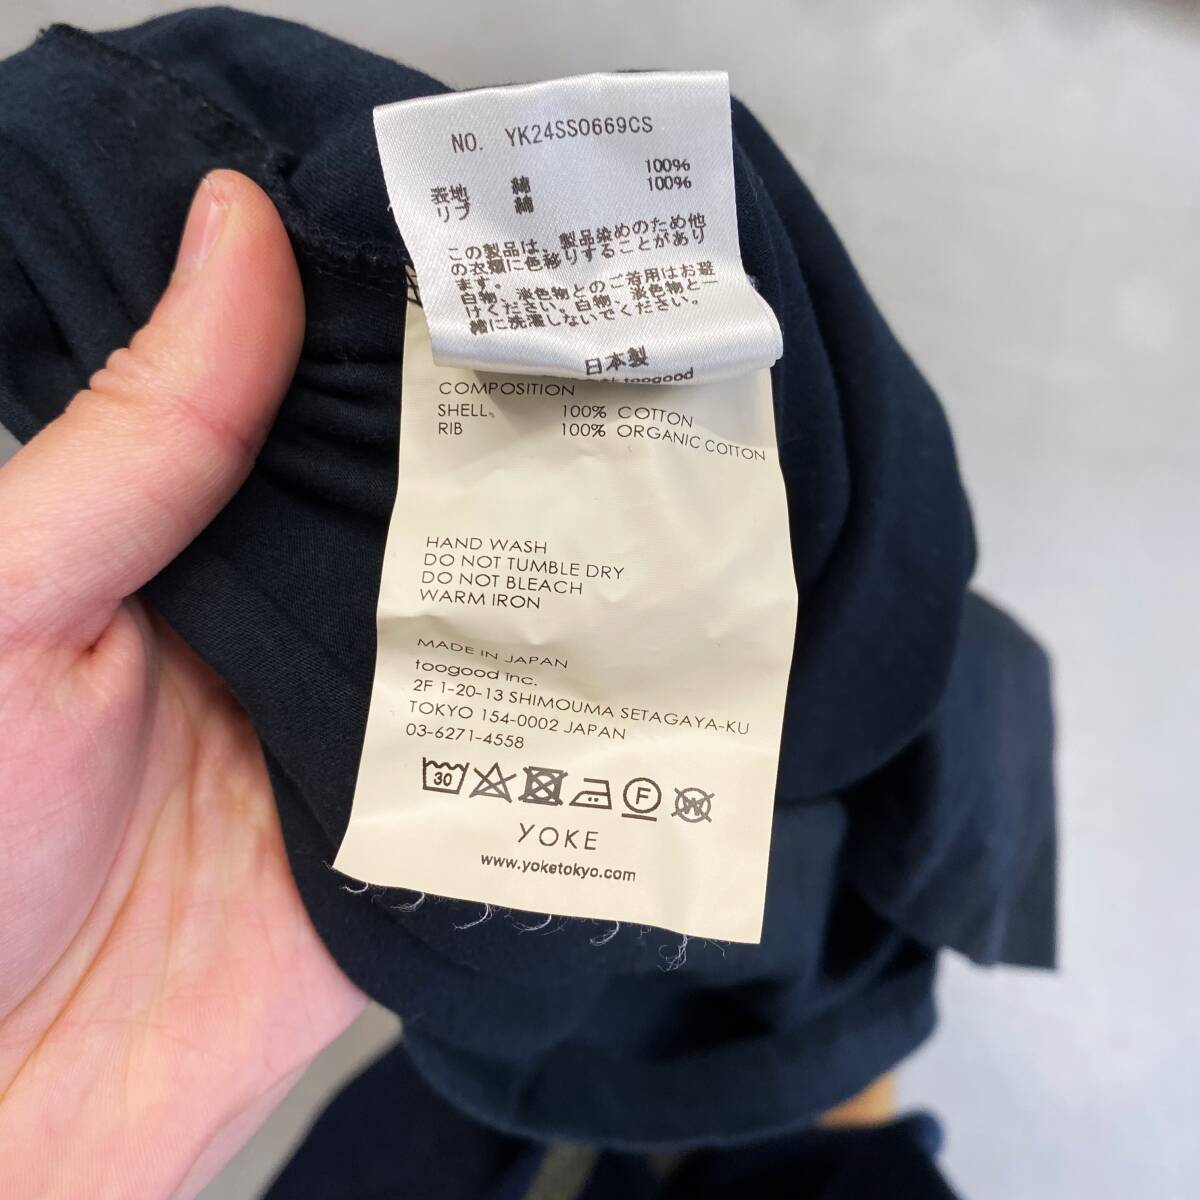 NO. YK24SS0669CS
表地 綿 100%
リブ 綿 100%
この製品は、製品染めのため他
の衣類に色移りすることがあり
ます。
白物、淡色物とのご着用はお避
けください。白物、淡色物と一
緒に洗濯しないでください。
日本製
toogood
COMPOSITION
SHELL 100% COTTON
RIB 100% ORGANIC COTTON
HAND WASH
DO NOT TUMBLE DRY
DO NOT BLEACH
WARM IRON
MADE IN JAPAN
toogood inc.
2F 1-20-13 SHIMOUMA SETAGAYA-KU
TOKYO 154-0002 JAPAN
03-6271-4558
30 F W
YOKE
www.yoketokyo.com